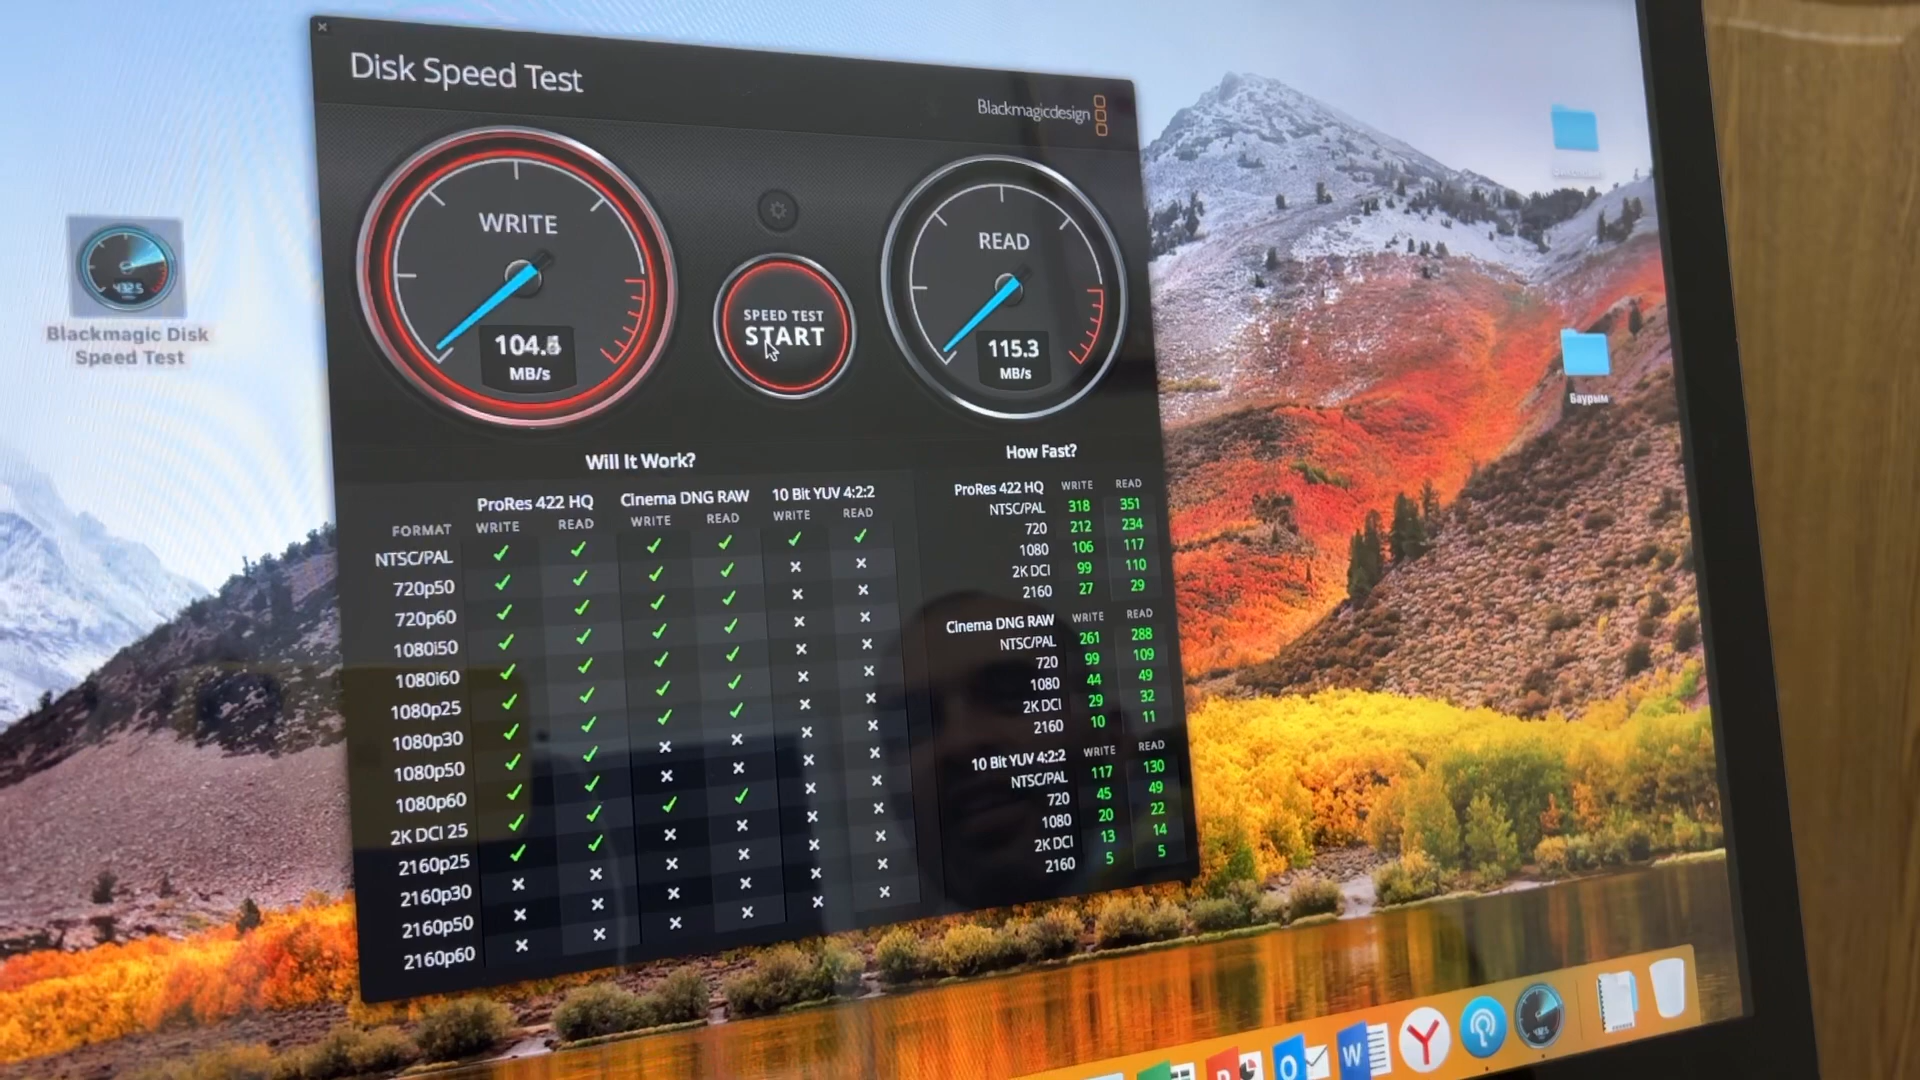 Disk Speed Test
Blackmagicdesign
WRITE
104.
MB/s
SPEED TEST
START
READ
115.3
MB/s
Blackmagic Disk
Speed Test
432.5
Баурым
Will It Work?
How Fast?
ProRes 422 HQ Cinema DNG RAW 10 Bit YUV 4:2:2
FORMAT WRITE READ WRITE READ WRITE READ
NTSC/PAL ✓ ✓ ✓ ✓ ✓ ✓
720p50 ✓ ✓ ✓ ✓ × ×
720p60 ✓ ✓ ✓ ✓ × ×
1080i50 ✓ ✓ ✓ ✓ × ×
1080i60 ✓ ✓ ✓ ✓ × ×
1080p25 ✓ ✓ ✓ ✓ × ×
1080p30 ✓ ✓ ✓ ✓ × ×
1080p50 ✓ ✓ × × × ×
1080p60 ✓ ✓ × × × ×
2K DCI 25 ✓ ✓ ✓ ✓ × ×
2160p25 ✓ ✓ × × × ×
2160p30 × × × × × ×
2160p50 × × × × × ×
2160p60 × × × × × ×
ProRes 422 HQ WRITE READ
NTSC/PAL 318 351
720 212 234
1080 106 117
2K DCI 99 110
2160 27 29
Cinema DNG RAW WRITE READ
NTSC/PAL 261 288
720 99 109
1080 44 49
2K DCI 29 32
2160 10 11
10 Bit YUV 4:2:2 WRITE READ
NTSC/PAL 117 130
720 45 49
1080 20 22
2K DCI 13 14
2160 5 5
O W Y